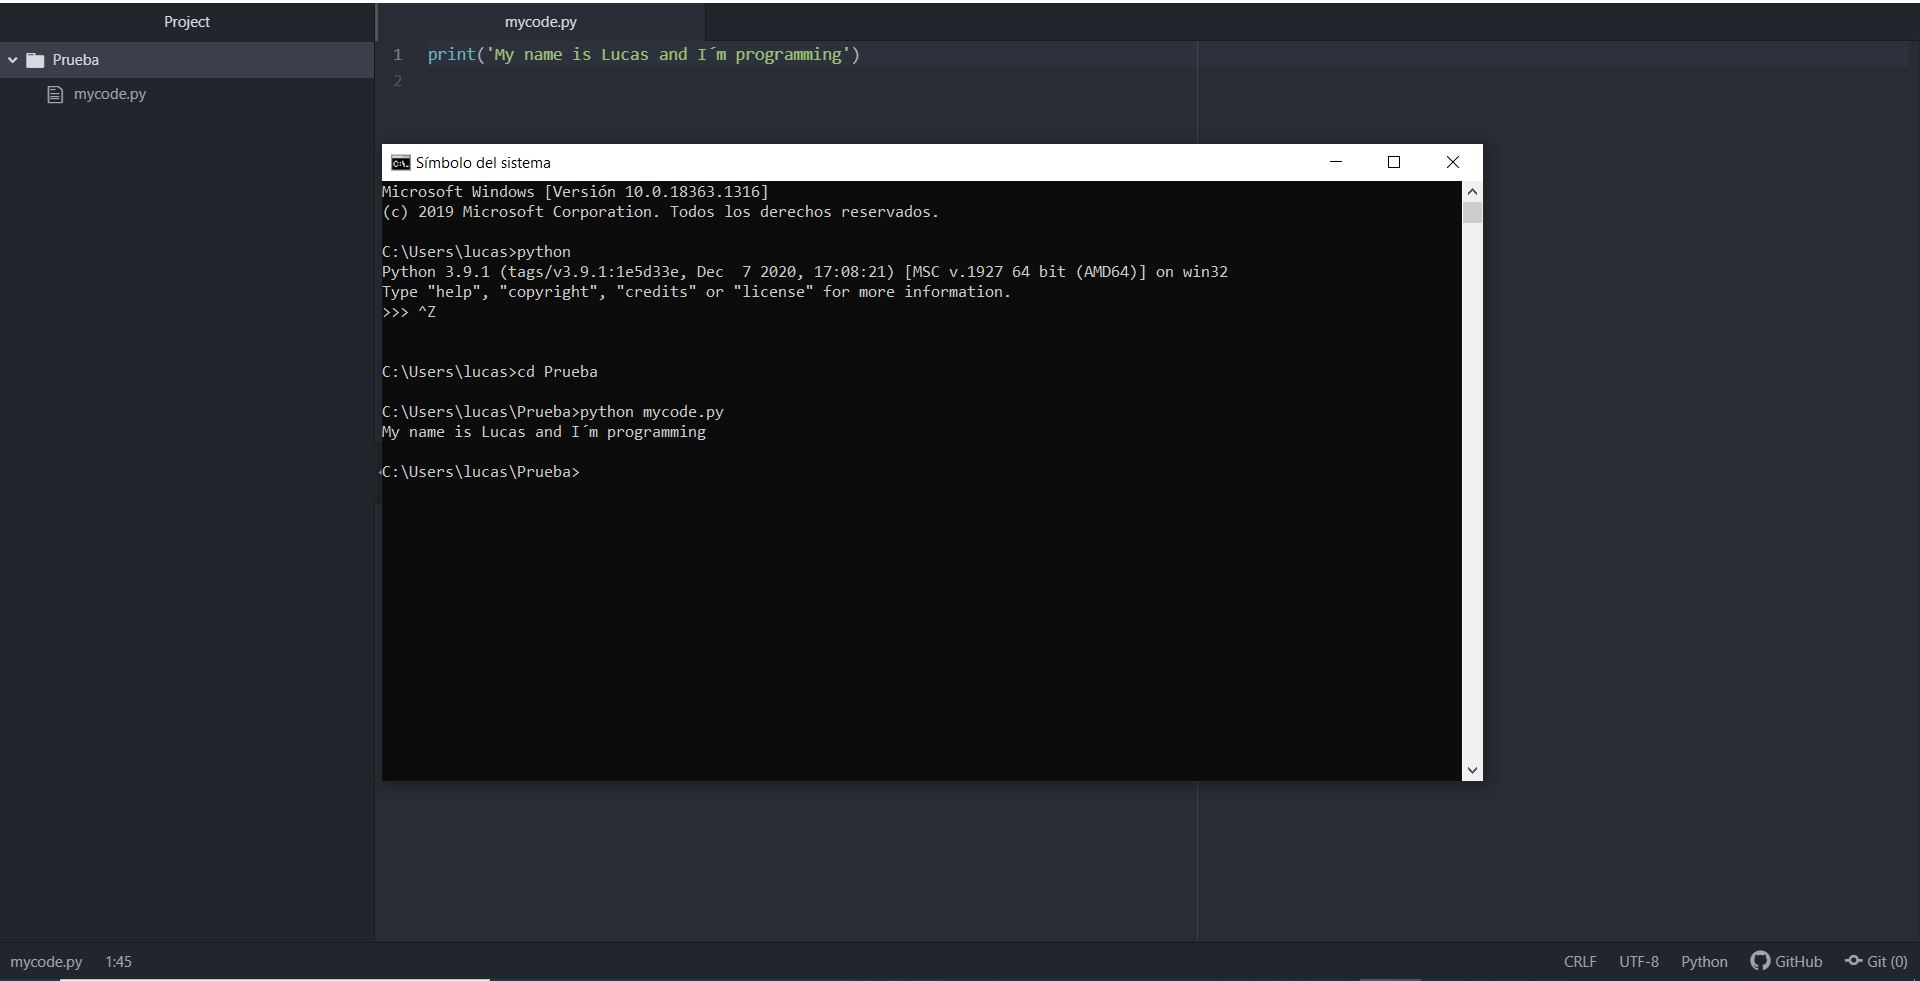 Project
mycode.py
Prueba
mycode.py
1 print('My name is Lucas and I´m programming')
2
Símbolo del sistema
Microsoft Windows [Versión 10.0.18363.1316]
(c) 2019 Microsoft Corporation. Todos los derechos reservados.
C:\Users\lucas>python
Python 3.9.1 (tags/v3.9.1:1e5d33e, Dec  7 2020, 17:08:21) [MSC v.1927 64 bit (AMD64)] on win32
Type "help", "copyright", "credits" or "license" for more information.
>>> ^Z
C:\Users\lucas>cd Prueba
C:\Users\lucas\Prueba>python mycode.py
My name is Lucas and I´m programming
C:\Users\lucas\Prueba>
mycode.py 1:45 CRLF UTF-8 Python GitHub Git (0)